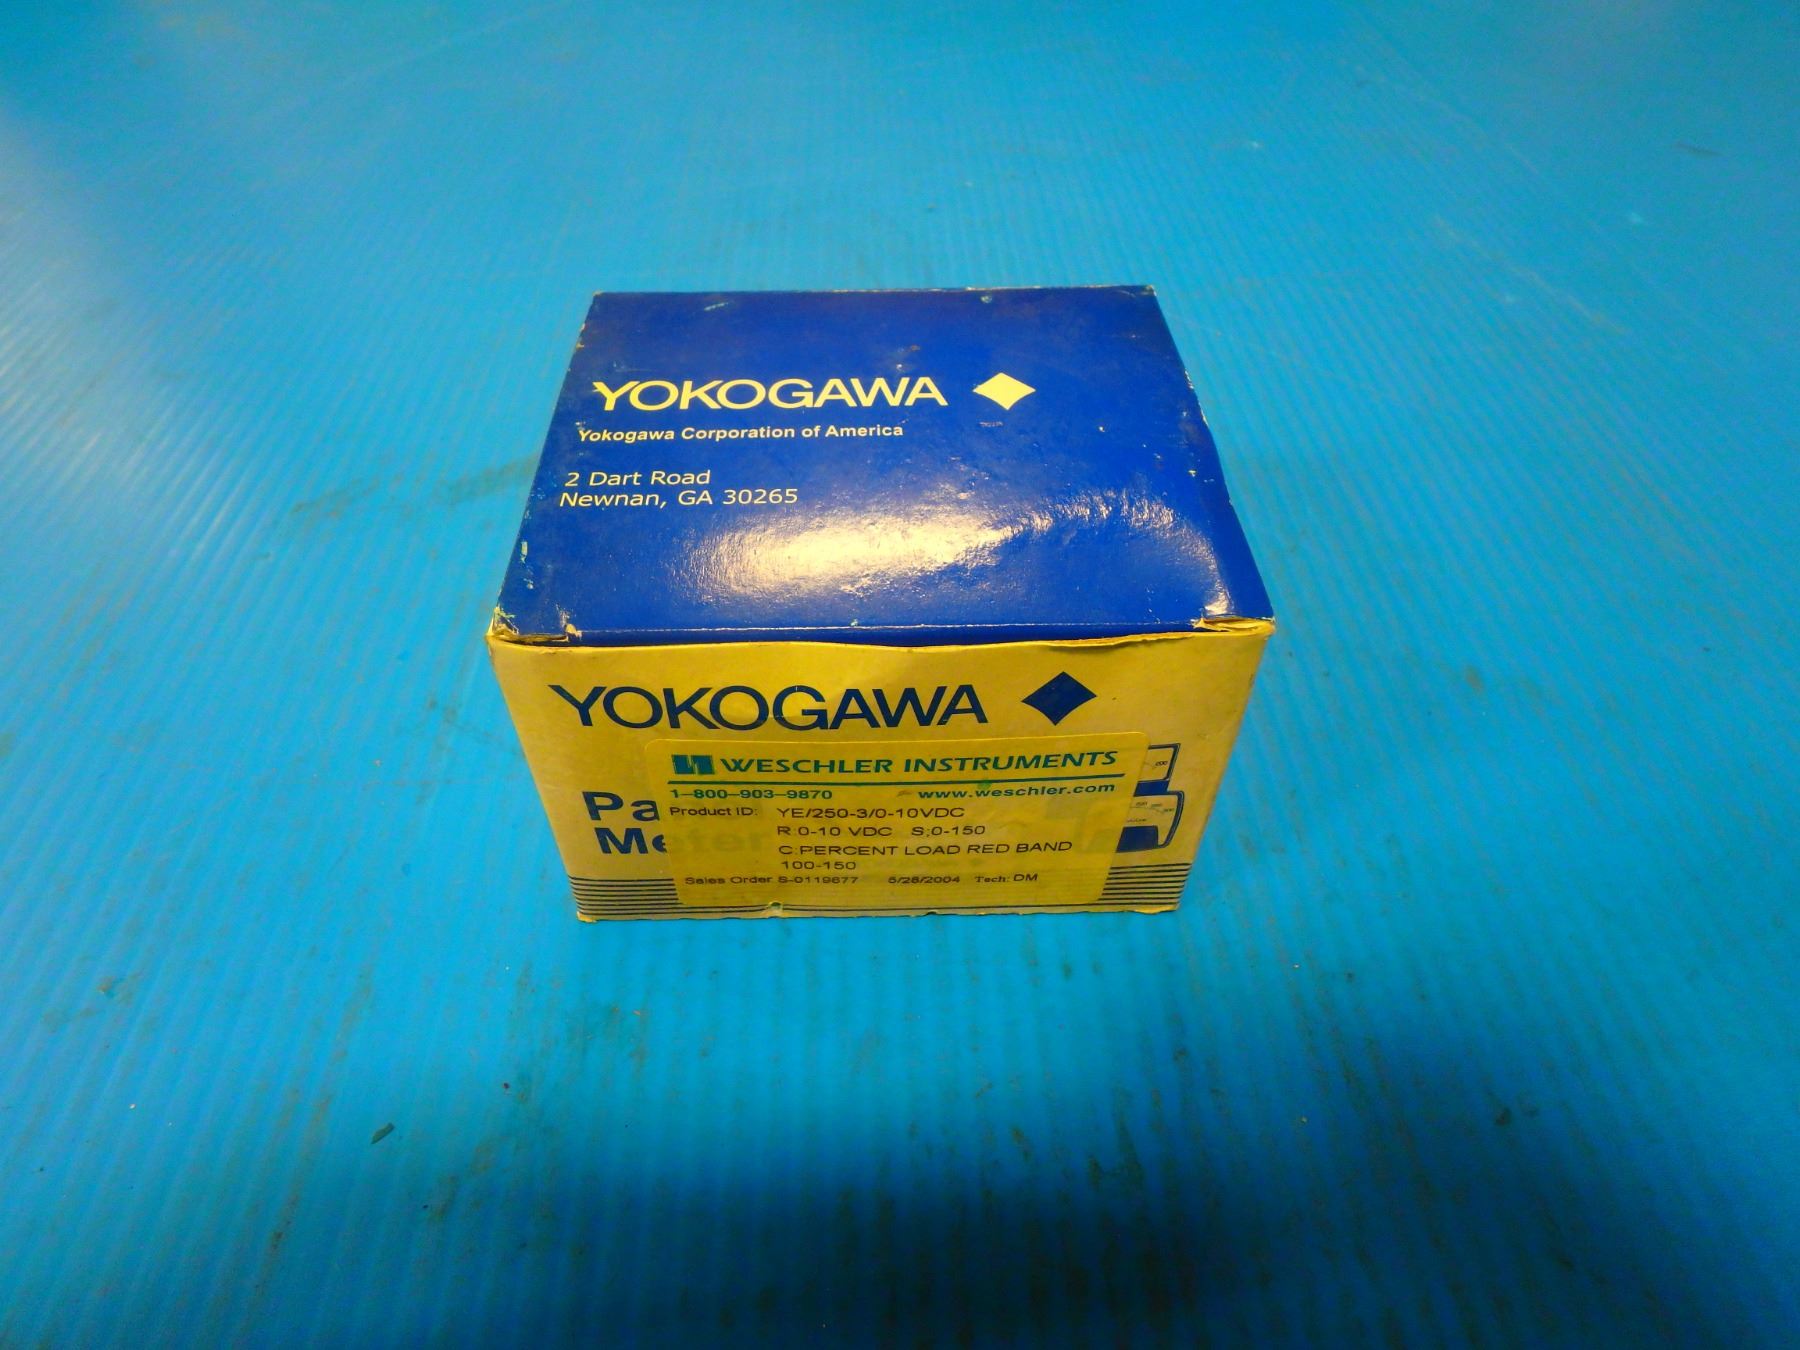 YOKOGAWA
Yokogawa Corporation of America
2 Dart Road
Newnan, GA 30265
YOKOGAWA
WESCHLER INSTRUMENTS
1-800-903-9870 www.weschler.com
Product ID: YE/250-3/0-10VDC
R:0-10 VDC S;0-150
C:PERCENT LOAD RED BAND
100-150
Sales Order S-0119677 5/28/2004 Tech: DM
Pa
Meter